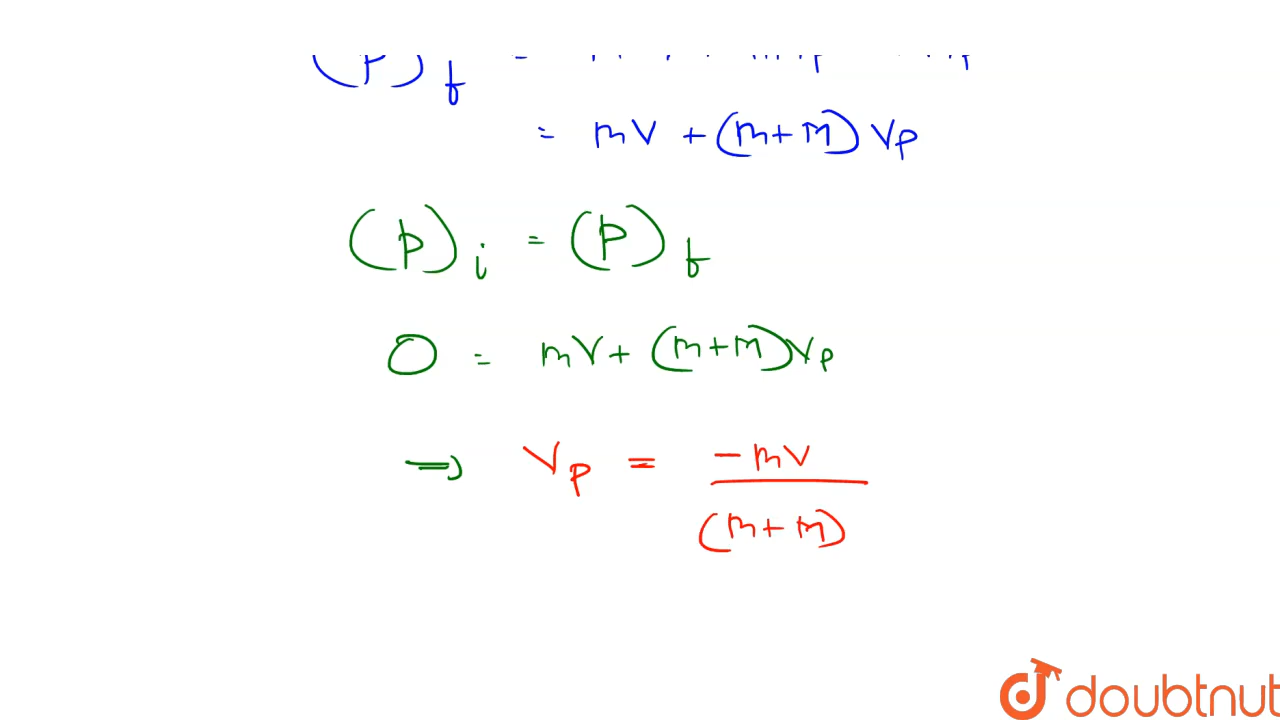 (p)f =
= mV + (m+M) Vp
(p)i = (p)f
0 = mV + (m+M)Vp
⇒ Vp = -mV / (m+M)
doubtnut